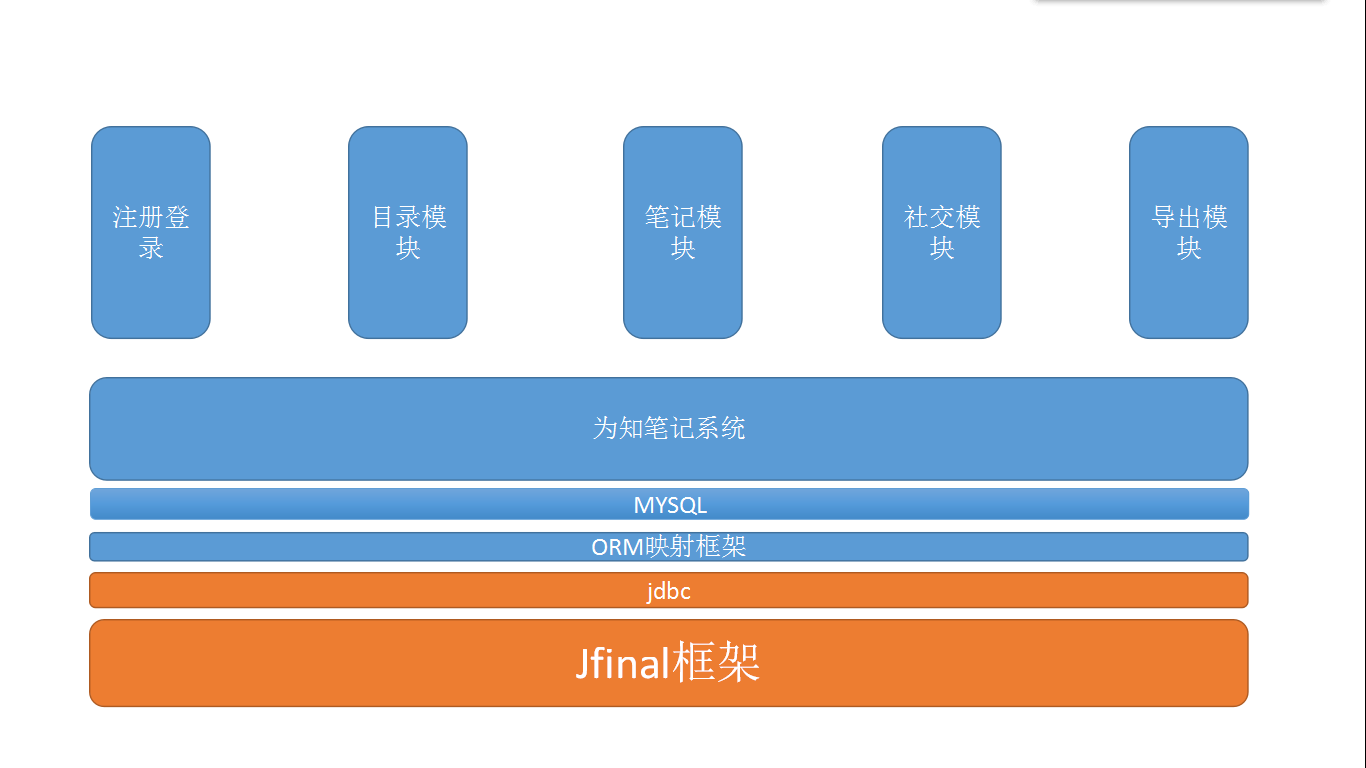 注册登
录
目录模
块
笔记模
块
社交模
块
导出模
块
为知笔记系统
MYSQL
ORM映射框架
jdbc
Jfinal框架